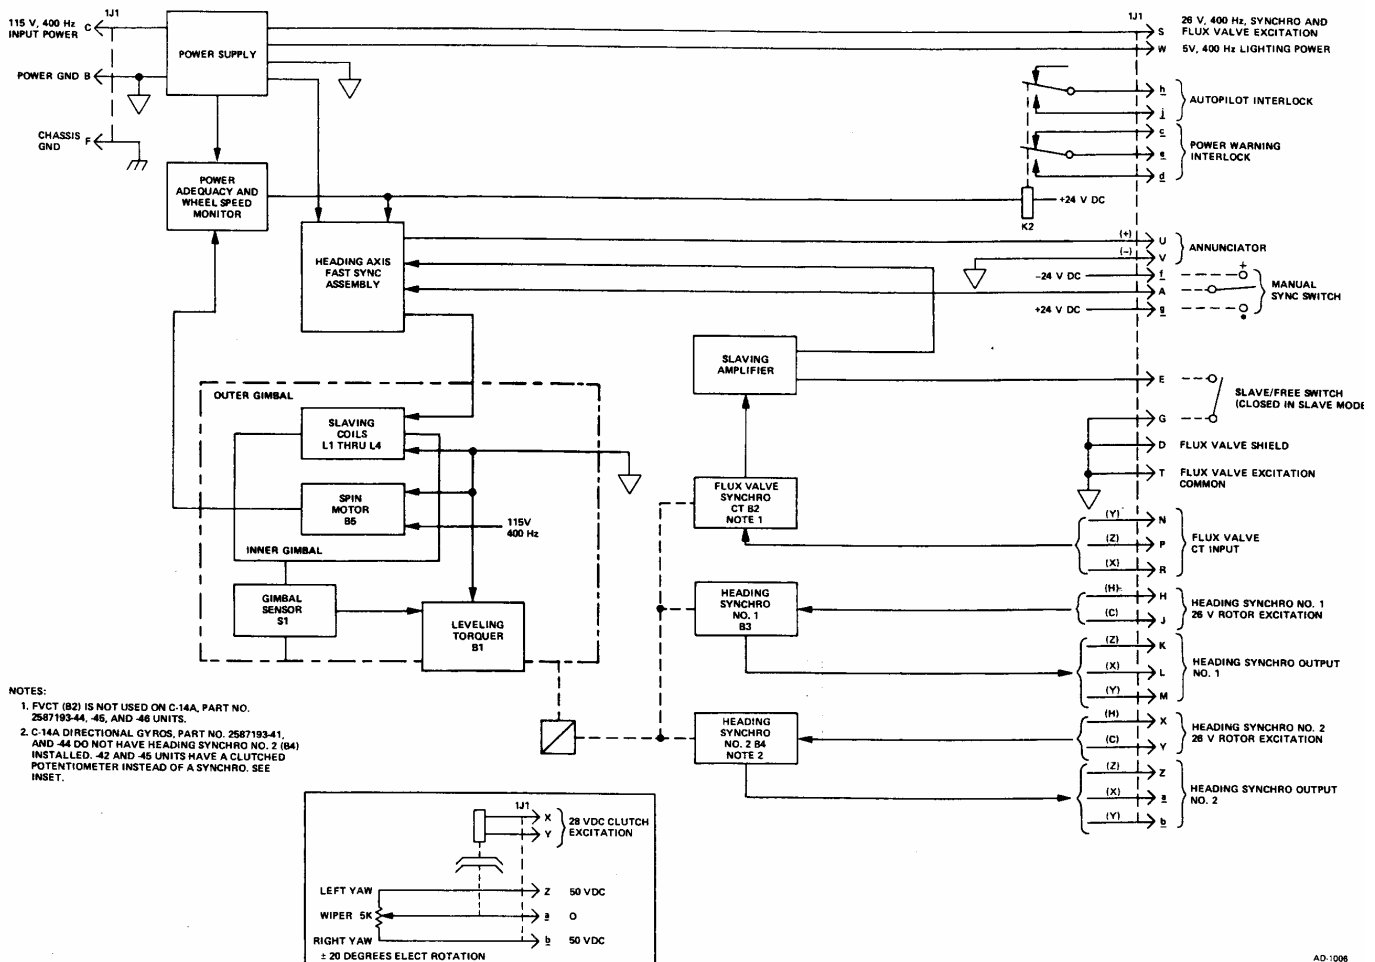 1J1
115 V, 400 Hz
INPUT POWER
C
POWER GND B
CHASSIS
GND
F
POWER SUPPLY
POWER
ADEQUACY AND
WHEEL SPEED
MONITOR
HEADING AXIS
FAST SYNC
ASSEMBLY
K2
+24 V DC
1J1
S
26 V, 400 Hz, SYNCHRO AND
FLUX VALVE EXCITATION
W
5V, 400 Hz LIGHTING POWER
h
j
AUTOPILOT INTERLOCK
c
e
d
POWER WARNING
INTERLOCK
(+)
U
(−)
V
ANNUNCIATOR
−24 V DC
f
+
A
+24 V DC
g
MANUAL
SYNC SWITCH
SLAVING
AMPLIFIER
E
SLAVE/FREE SWITCH
(CLOSED IN SLAVE MODE
G
D
FLUX VALVE SHIELD
T
FLUX VALVE EXCITATION
COMMON
OUTER GIMBAL
SLAVING
COILS
L1 THRU L4
SPIN
MOTOR
B5
115V
400 Hz
INNER GIMBAL
GIMBAL
SENSOR
S1
LEVELING
TORQUER
B1
FLUX VALVE
SYNCHRO
CT B2
NOTE 1
(Y)
N
(Z)
P
(X)
R
FLUX VALVE
CT INPUT
HEADING
SYNCHRO
NO. 1
B3
(H)
H
(C)
J
HEADING SYNCHRO NO. 1
26 V ROTOR EXCITATION
(Z)
K
(X)
L
(Y)
M
HEADING SYNCHRO OUTPUT
NO. 1
HEADING
SYNCHRO
NO. 2 B4
NOTE 2
(H)
X
(C)
Y
HEADING SYNCHRO NO. 2
26 V ROTOR EXCITATION
(Z)
Z
(X)
a
(Y)
b
HEADING SYNCHRO OUTPUT
NO. 2
NOTES:
1. FVCT (B2) IS NOT USED ON C-14A, PART NO.
2587193-44, -45, AND -46 UNITS.
2. C-14A DIRECTIONAL GYROS, PART NO. 2587193-41,
AND -44 DO NOT HAVE HEADING SYNCHRO NO. 2 (B4)
INSTALLED. -42 AND -45 UNITS HAVE A CLUTCHED
POTENTIOMETER INSTEAD OF A SYNCHRO. SEE
INSET.
1J1
X
Y
28 VDC CLUTCH
EXCITATION
LEFT YAW
Z
50 VDC
WIPER 5K
a
O
RIGHT YAW
b
50 VDC
± 20 DEGREES ELECT ROTATION
AD-1006